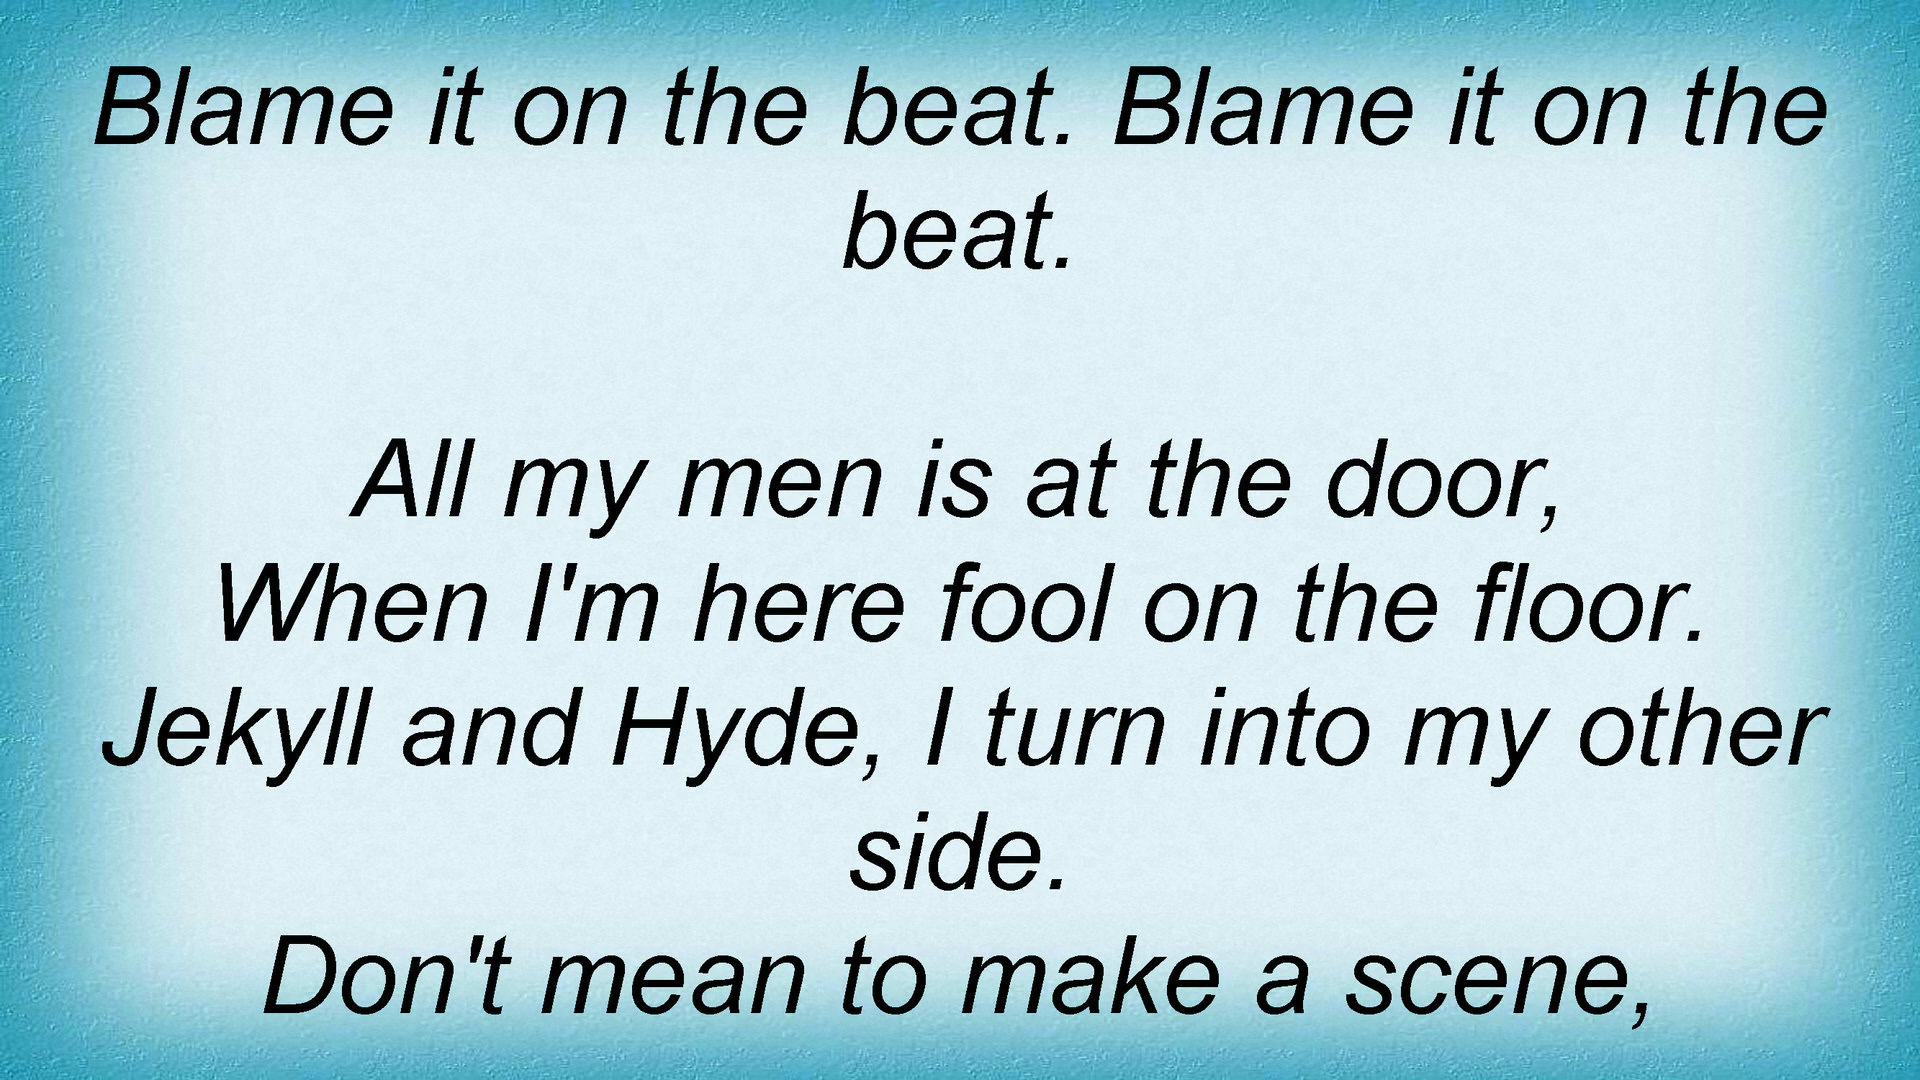 Blame it on the beat. Blame it on the
beat.
All my men is at the door,
When I'm here fool on the floor.
Jekyll and Hyde, I turn into my other
side.
Don't mean to make a scene,